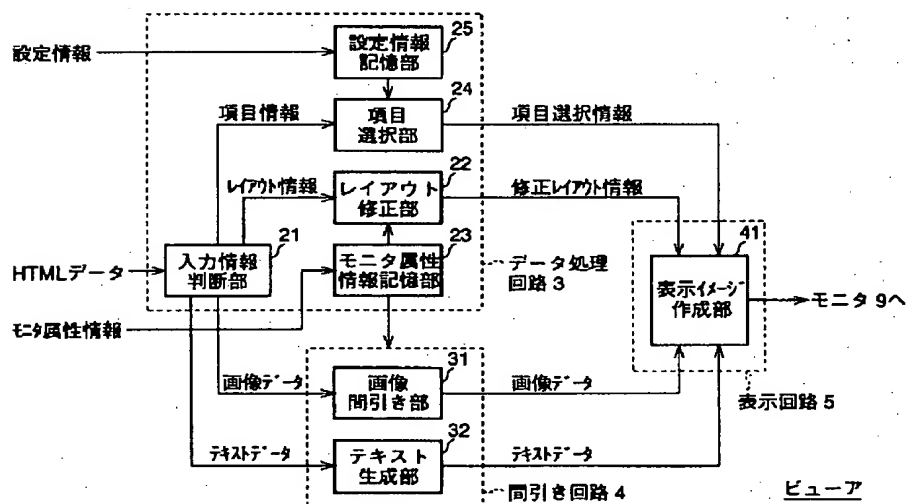 設定情報
25
設定情報
記憶部
24
項目情報
項目
選択部
項目選択情報
22
レイアウト情報
レイアウト
修正部
修正レイアウト情報
21
23
41
HTMLデータ
入力情報
判断部
モニタ属性
情報記憶部
データ処理
回路 3
表示イメージ
作成部
モニタ 9へ
モニタ属性情報
31
画像データ
画像
間引き部
画像データ
表示回路 5
32
テキストデータ
テキスト
生成部
テキストデータ
間引き回路 4
ビューア